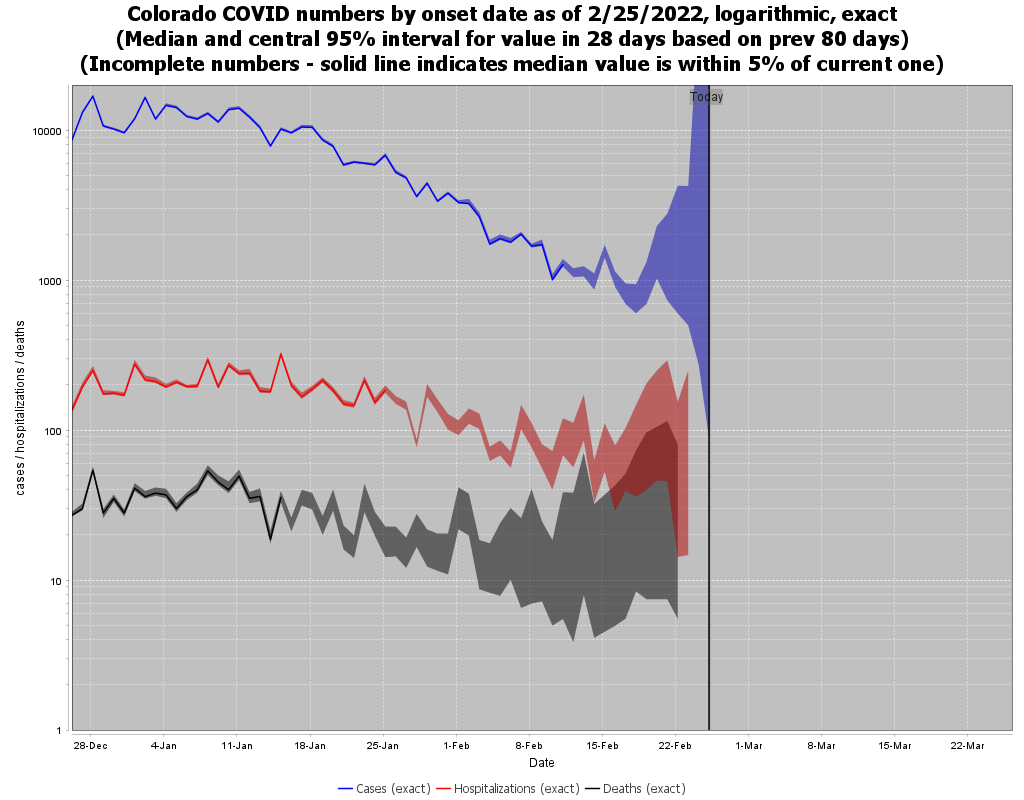 Colorado COVID numbers by onset date as of 2/25/2022, logarithmic, exact
(Median and central 95% interval for value in 28 days based on prev 80 days)
(Incomplete numbers - solid line indicates median value is within 5% of current one)
Today
10000
1000
100
10
1
cases / hospitalizations / deaths
28-Dec 4-Jan 11-Jan 18-Jan 25-Jan 1-Feb 8-Feb 15-Feb 22-Feb 1-Mar 8-Mar 15-Mar 22-Mar
Date
Cases (exact) Hospitalizations (exact) Deaths (exact)